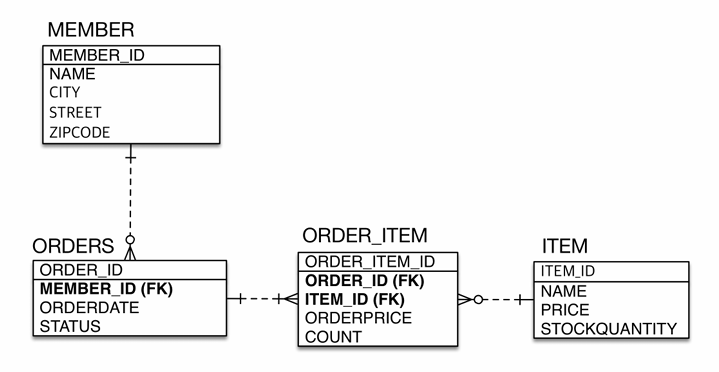 MEMBER
MEMBER_ID
NAME
CITY
STREET
ZIPCODE
ORDERS
ORDER_ID
MEMBER_ID (FK)
ORDERDATE
STATUS
ORDER_ITEM
ORDER_ITEM_ID
ORDER_ID (FK)
ITEM_ID (FK)
ORDERPRICE
COUNT
ITEM
ITEM_ID
NAME
PRICE
STOCKQUANTITY